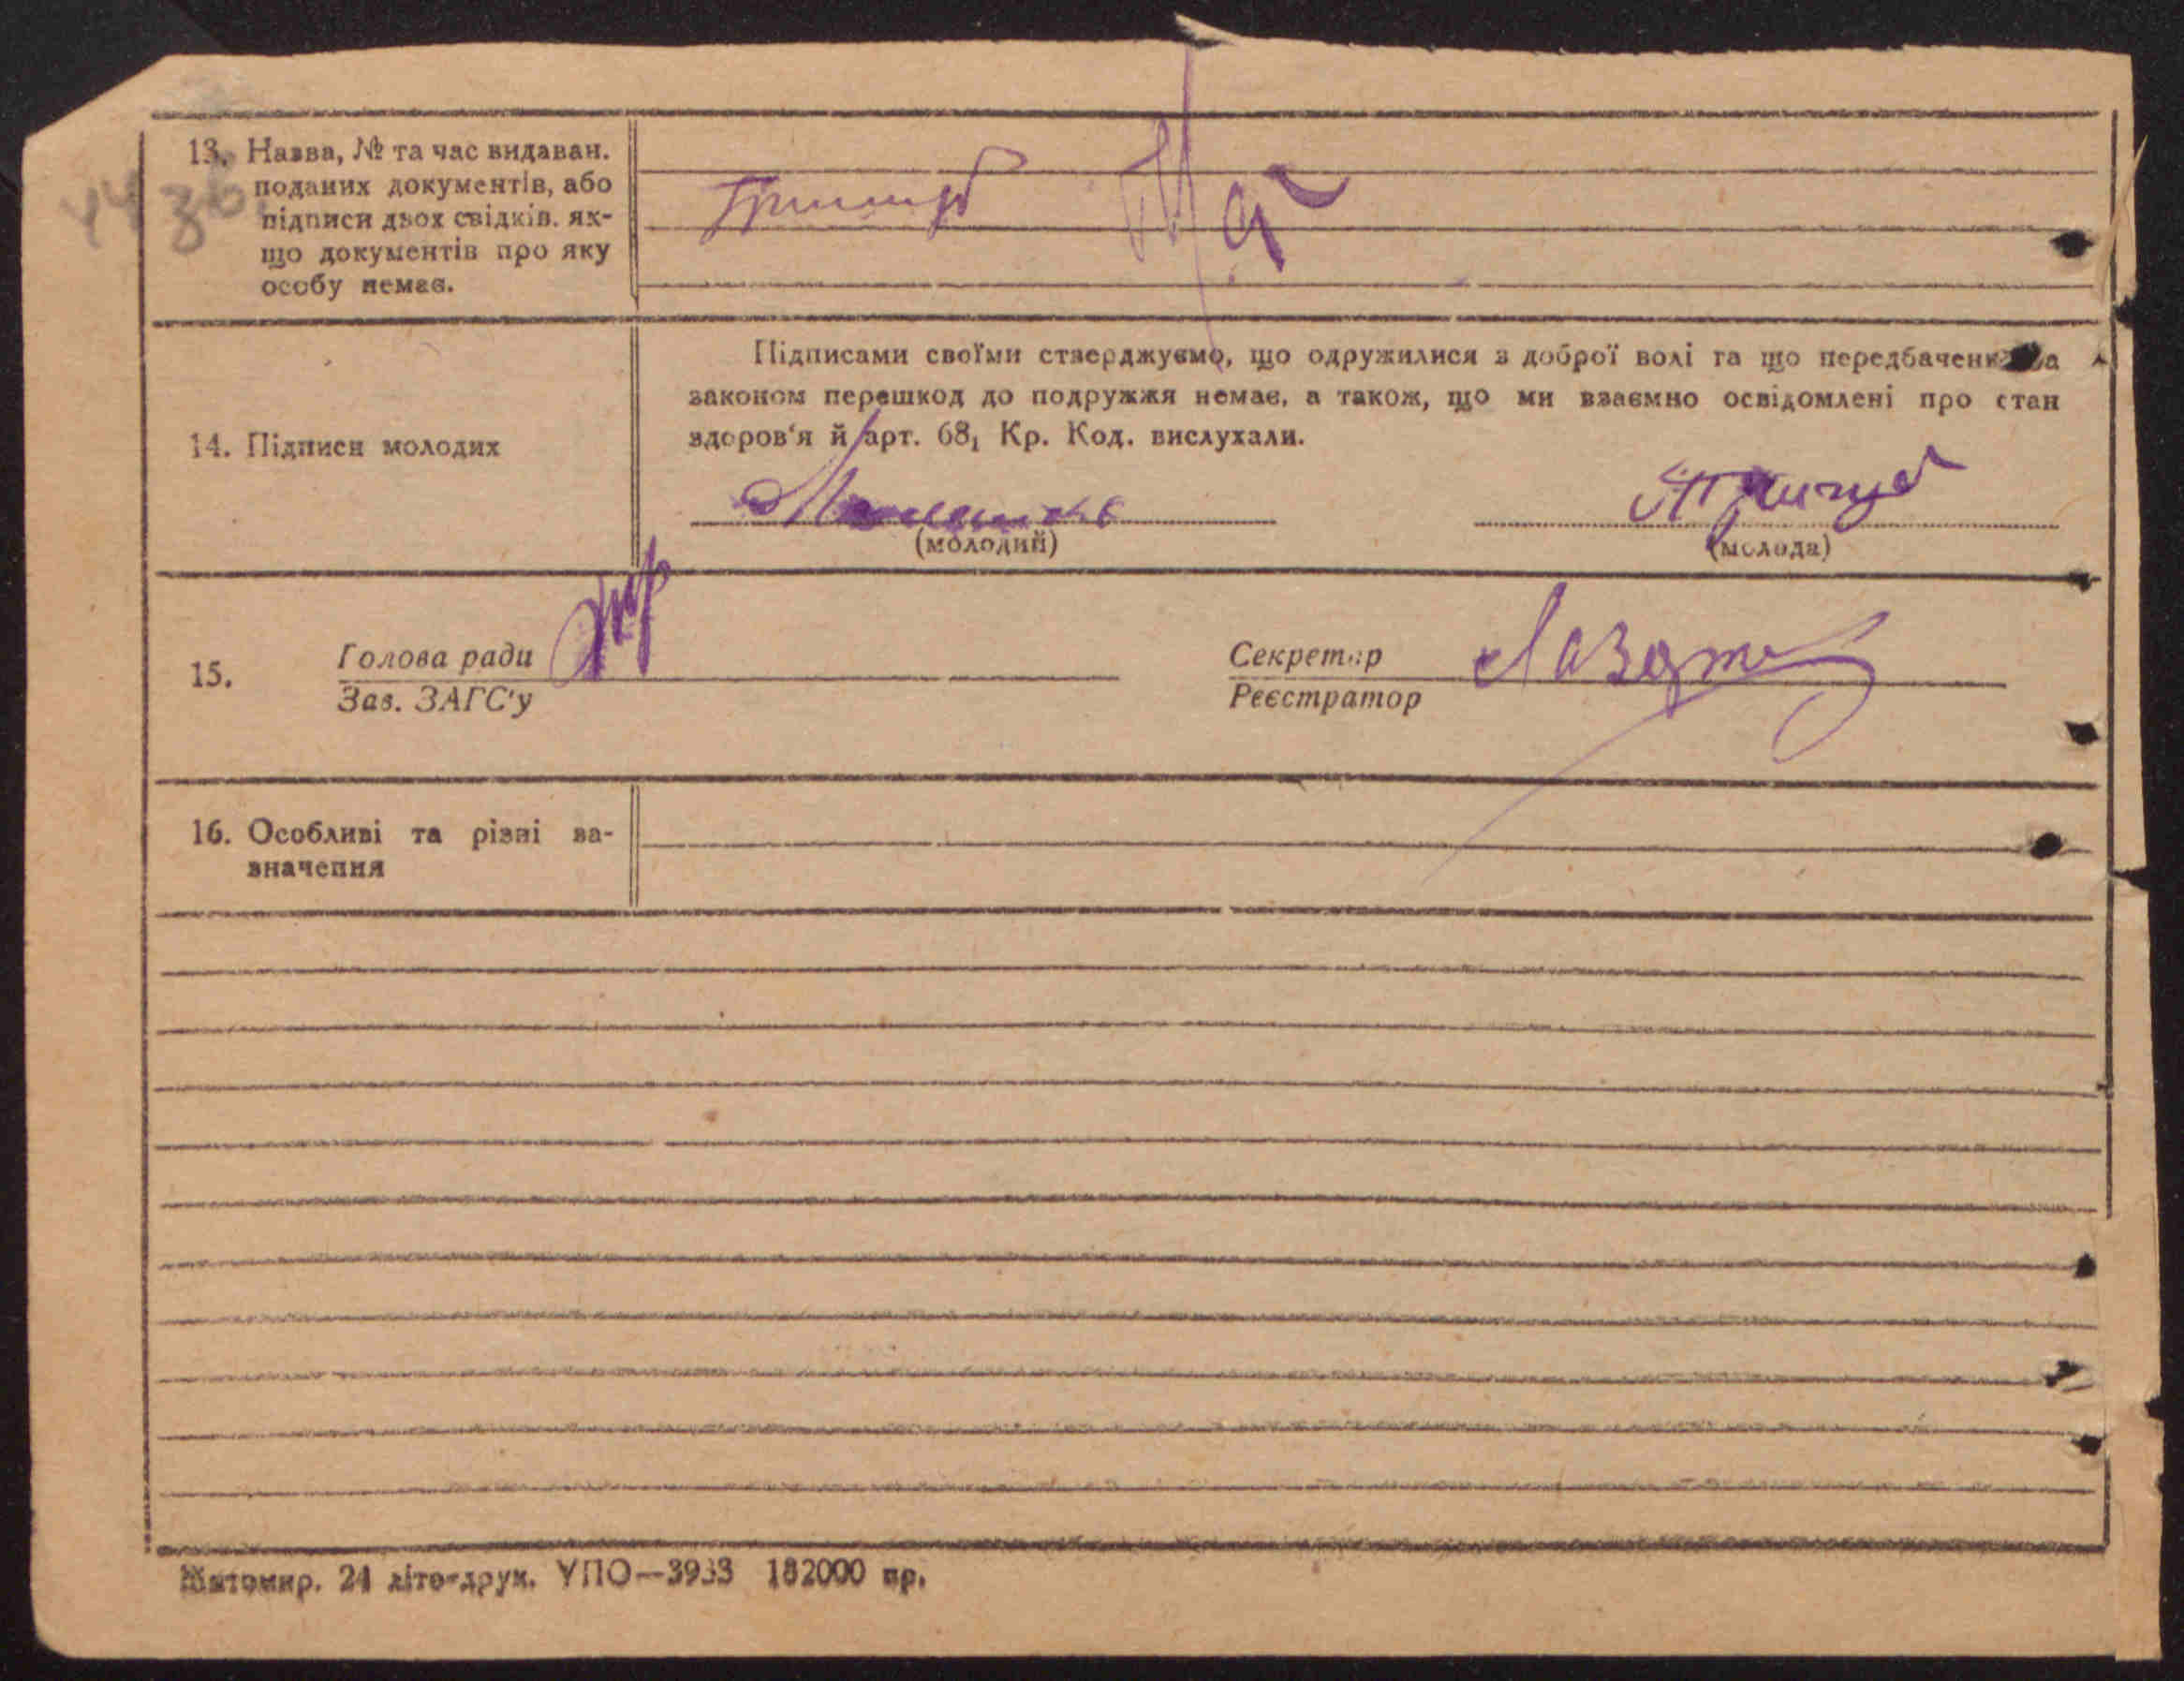 13. Назва, № та час видаван.
поданих документів, або
підписи двох свідків, як-
що документів про яку
особу немає.
Підписами своїми стверджуємо, що одружилися з доброї волі та що передбачених за
законом перешкод до подружжя немає, а також, що ми взаємно освідомлені про стан
здоров'я й арт. 68₁ Кр. Код. вислухали.
14. Підписи молодих
(молодий) (молода)
15. Голова ради Секретар
Зав. ЗАГС'у Реєстратор
16. Особливі та різні за-
значення
Житомир. 24 літо-друк. УПО—3933 182000 пр.